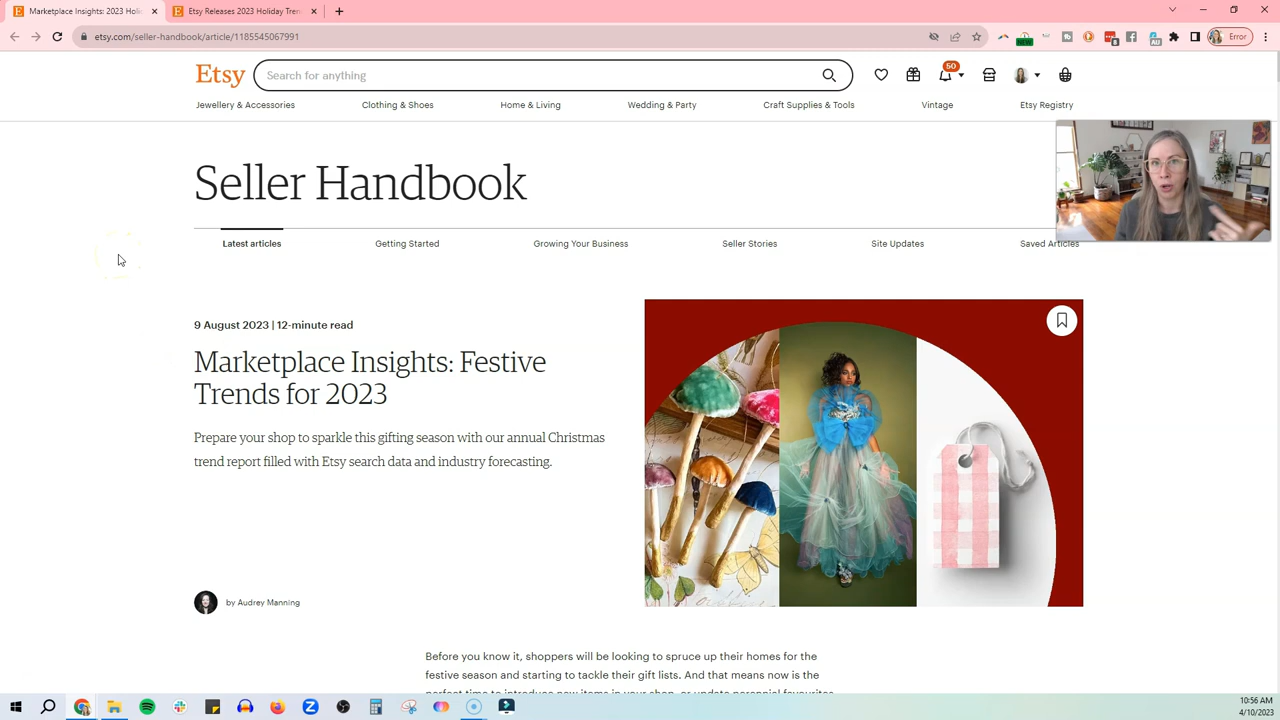 Marketplace Insights: 2023 Holi
Etsy Releases 2023 Holiday Tren
etsy.com/seller-handbook/article/1185545067991
Error
Etsy
Search for anything
50
Jewellery & Accessories
Clothing & Shoes
Home & Living
Wedding & Party
Craft Supplies & Tools
Vintage
Etsy Registry
Seller Handbook
Latest articles
Getting Started
Growing Your Business
Seller Stories
Site Updates
Saved Articles
9 August 2023 | 12-minute read
Marketplace Insights: Festive
Trends for 2023
Prepare your shop to sparkle this gifting season with our annual Christmas
trend report filled with Etsy search data and industry forecasting.
by Audrey Manning
Before you know it, shoppers will be looking to spruce up their homes for the
festive season and starting to tackle their gift lists. And that means now is the
perfect time to introduce new items in your shop, or update perennial favourites
10:56 AM
4/10/2023